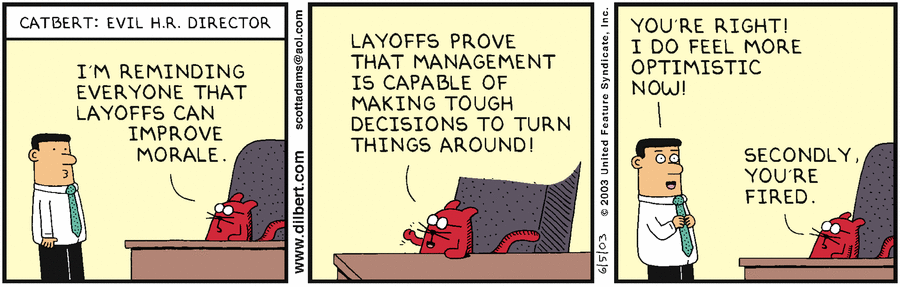 CATBERT: EVIL H.R. DIRECTOR
I'M REMINDING
EVERYONE THAT
LAYOFFS CAN
IMPROVE
MORALE.
www.dilbert.com
scottadams@aol.com
LAYOFFS PROVE
THAT MANAGEMENT
IS CAPABLE OF
MAKING TOUGH
DECISIONS TO TURN
THINGS AROUND!
6/5/03
© 2003 United Feature Syndicate, Inc.
YOU'RE RIGHT!
I DO FEEL MORE
OPTIMISTIC
NOW!
SECONDLY,
YOU'RE
FIRED.